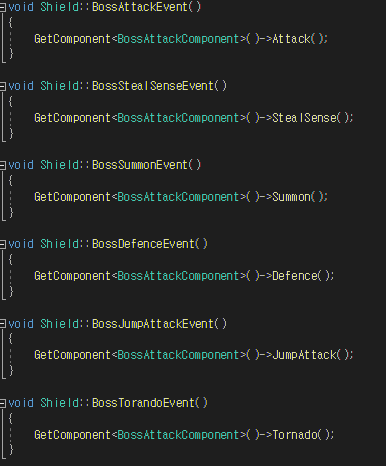 void Shield::BossAttackEvent()
{
    GetComponent<BossAttackComponent>()->Attack();
}
void Shield::BossStealSenseEvent()
{
    GetComponent<BossAttackComponent>()->StealSense();
}
void Shield::BossSummonEvent()
{
    GetComponent<BossAttackComponent>()->Summon();
}
void Shield::BossDefenceEvent()
{
    GetComponent<BossAttackComponent>()->Defence();
}
void Shield::BossJumpAttackEvent()
{
    GetComponent<BossAttackComponent>()->JumpAttack();
}
void Shield::BossTorandoEvent()
{
    GetComponent<BossAttackComponent>()->Tornado();
}